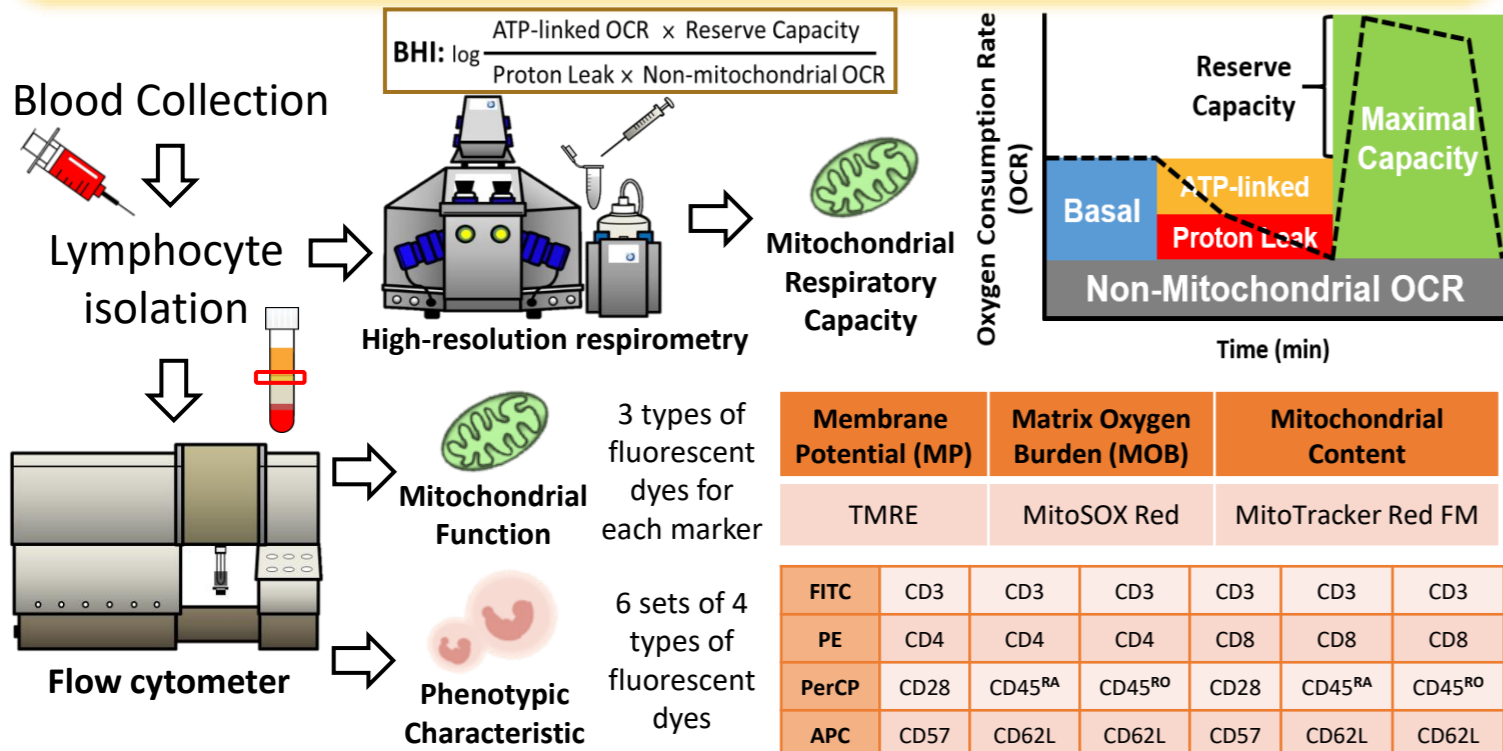 BHI: log ATP-linked OCR × Reserve Capacity
Proton Leak × Non-mitochondrial OCR
Blood Collection
Lymphocyte
isolation
High-resolution respirometry
Mitochondrial
Respiratory
Capacity
Oxygen Consumption Rate
(OCR)
Reserve
Capacity
Maximal
Capacity
Basal
ATP-linked
Proton Leak
Non-Mitochondrial OCR
Time (min)
Flow cytometer
Mitochondrial
Function
3 types of
fluorescent
dyes for
each marker
Membrane
Potential (MP)
Matrix Oxygen
Burden (MOB)
Mitochondrial
Content
TMRE MitoSOX Red MitoTracker Red FM
Phenotypic
Characteristic
6 sets of 4
types of
fluorescent
dyes
FITC CD3 CD3 CD3 CD3 CD3 CD3
PE CD4 CD4 CD4 CD8 CD8 CD8
PerCP CD28 CD45RA CD45RO CD28 CD45RA CD45RO
APC CD57 CD62L CD62L CD57 CD62L CD62L